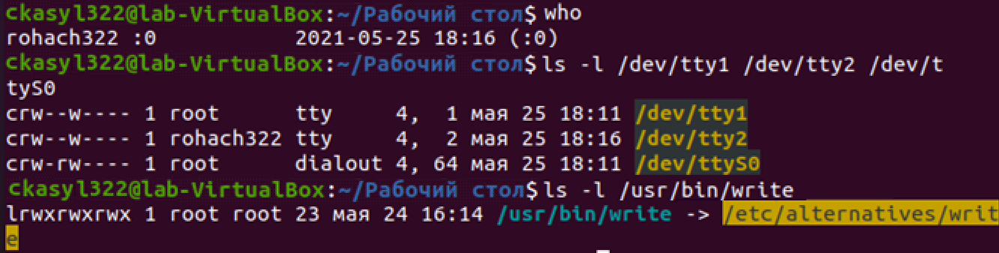 ckasyl322@lab-VirtualBox:~/Рабочий стол$ who
rohach322 :0           2021-05-25 18:16 (:0)
ckasyl322@lab-VirtualBox:~/Рабочий стол$ ls -l /dev/tty1 /dev/tty2 /dev/t
tyS0
crw--w---- 1 root      tty     4,  1 мая 25 18:11 /dev/tty1
crw--w---- 1 rohach322 tty     4,  2 мая 25 18:16 /dev/tty2
crw-rw---- 1 root      dialout 4, 64 мая 25 18:11 /dev/ttyS0
ckasyl322@lab-VirtualBox:~/Рабочий стол$ ls -l /usr/bin/write
lrwxrwxrwx 1 root root 23 мая 24 16:14 /usr/bin/write -> /etc/alternatives/writ
e